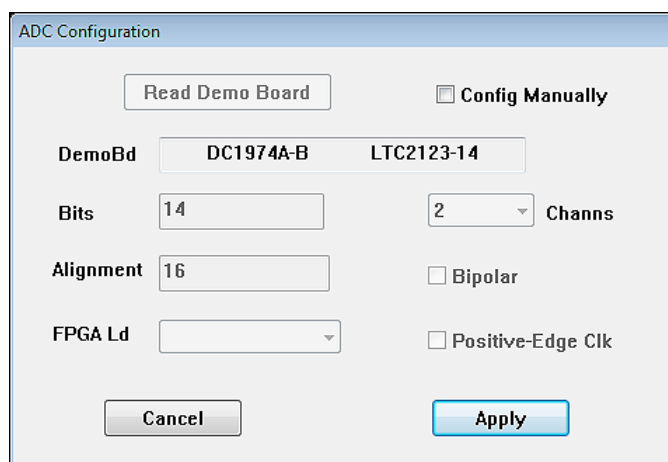 ADC Configuration
Read Demo Board
Config Manually
DemoBd DC1974A-B LTC2123-14
Bits 14 2 Channs
Alignment 16 Bipolar
FPGA Ld Positive-Edge Clk
Cancel Apply